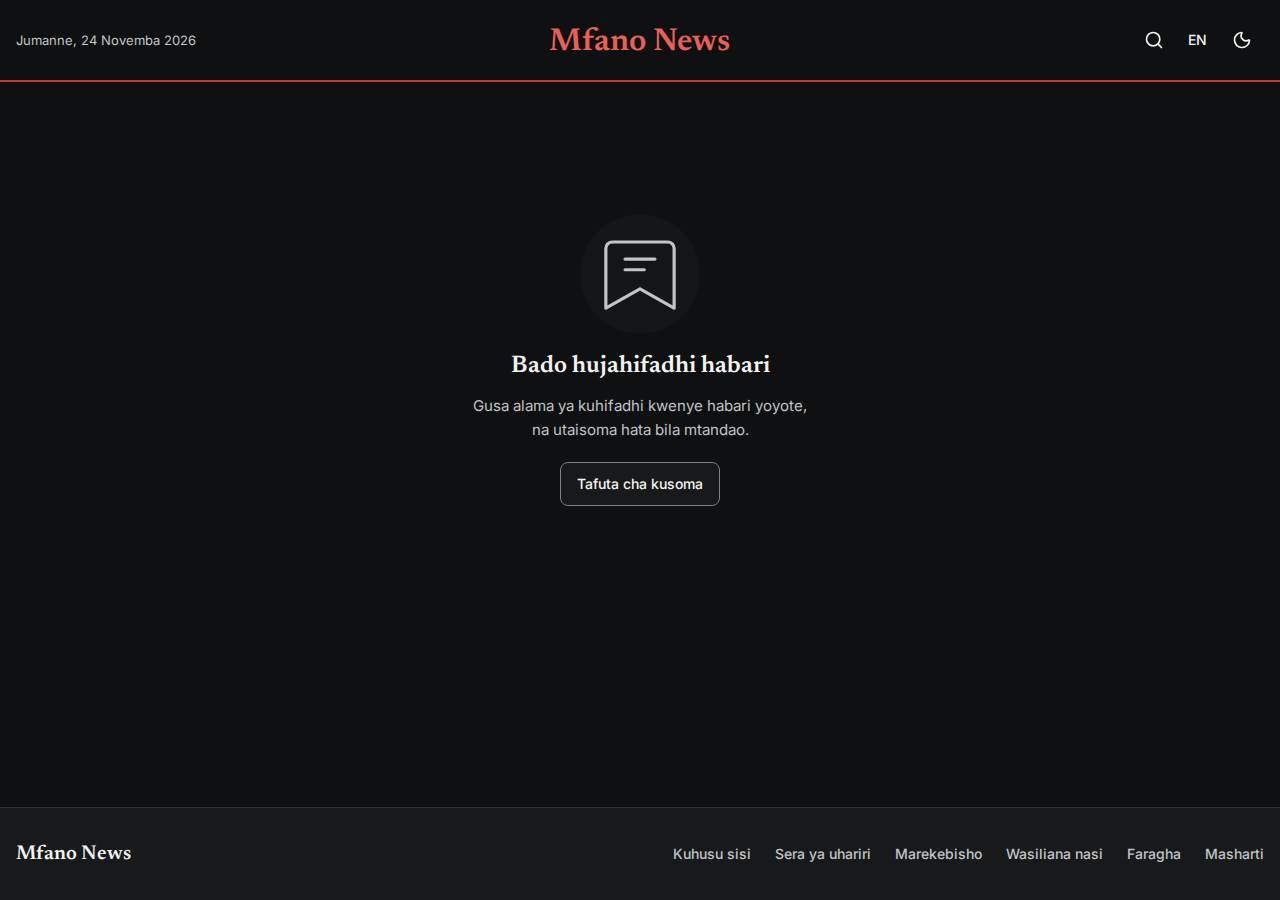 Jumanne, 24 Novemba 2026
Mfano News
EN
Bado hujahifadhi habari
Gusa alama ya kuhifadhi kwenye habari yoyote,
na utaisoma hata bila mtandao.
Tafuta cha kusoma
Mfano News
Kuhusu sisi
Sera ya uhariri
Marekebisho
Wasiliana nasi
Faragha
Masharti